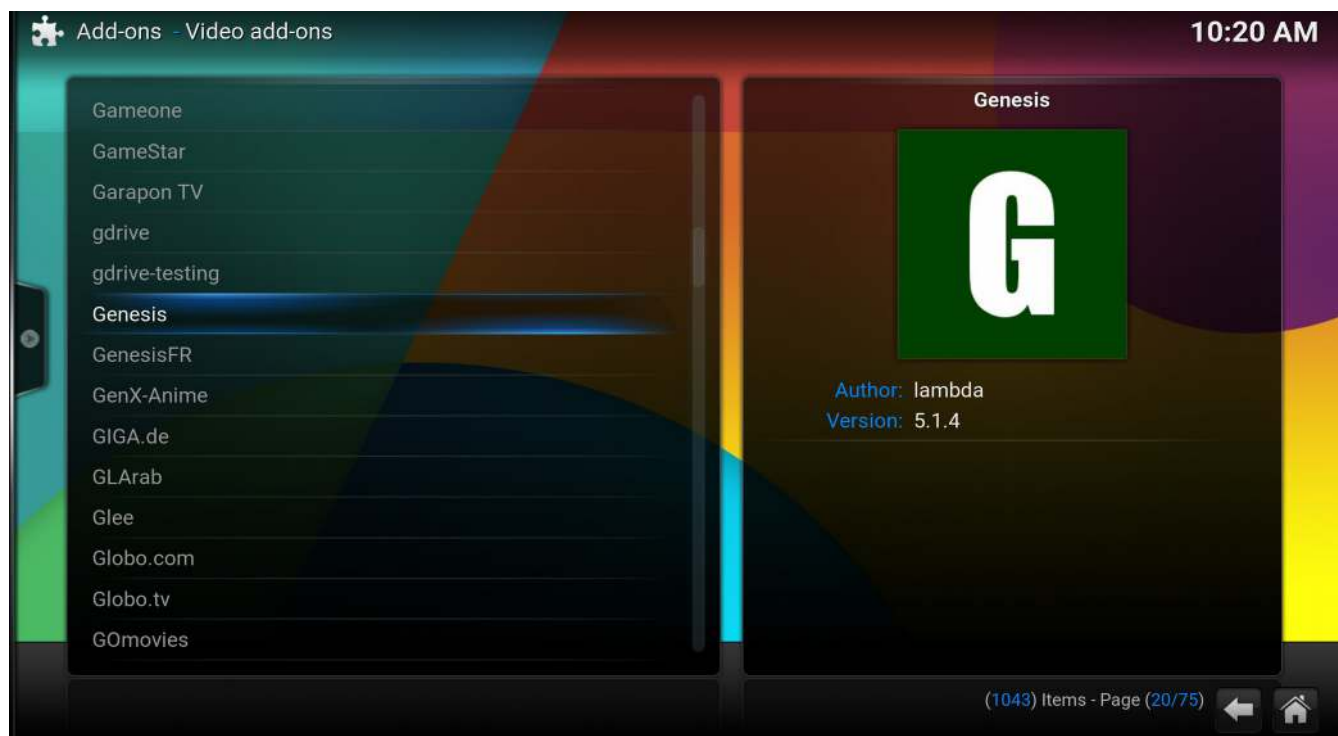 Add-ons - Video add-ons
10:20 AM
Gameone
GameStar
Garapon TV
gdrive
gdrive-testing
Genesis
GenesisFR
GenX-Anime
GIGA.de
GLArab
Glee
Globo.com
Globo.tv
GOmovies
Genesis
G
Author: lambda
Version: 5.1.4
(1043) Items - Page (20/75)